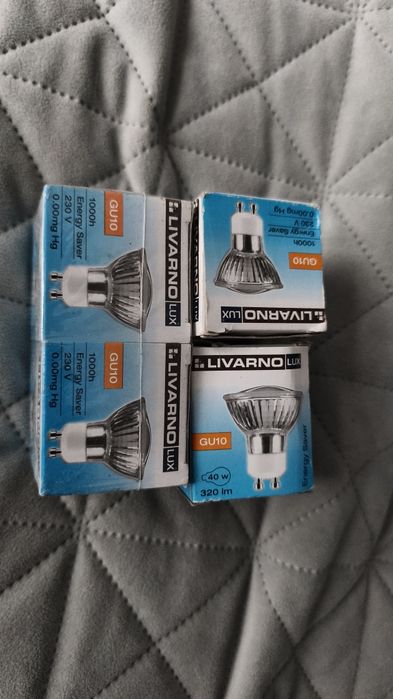 LIVARNO LUX
GU10
1000h
Energy Saver
230 V
0.00mg Hg
LIVARNO LUX
GU10
1000h
Energy Saver
230 V
0.00mg Hg
LIVARNO LUX
GU10
1000h
Energy Saver
230 V
0.00mg Hg
LIVARNO LUX
GU10
40 w
320 lm
Energy Saver